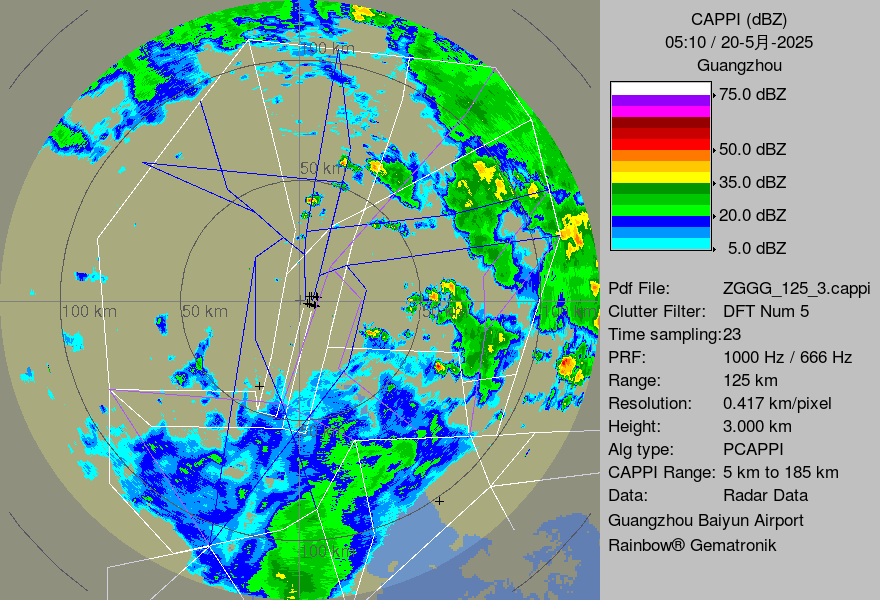 CAPPI (dBZ)
05:10 / 20-5月-2025
Guangzhou
75.0 dBZ
50.0 dBZ
35.0 dBZ
20.0 dBZ
5.0 dBZ
Pdf File: ZGGG_125_3.cappi
Clutter Filter: DFT Num 5
Time sampling:23
PRF: 1000 Hz / 666 Hz
Range: 125 km
Resolution: 0.417 km/pixel
Height: 3.000 km
Alg type: PCAPPI
CAPPI Range: 5 km to 185 km
Data: Radar Data
Guangzhou Baiyun Airport
Rainbow® Gematronik
100 km
50 km
100 km
50 km
50 km
100 km
50 km
100 km